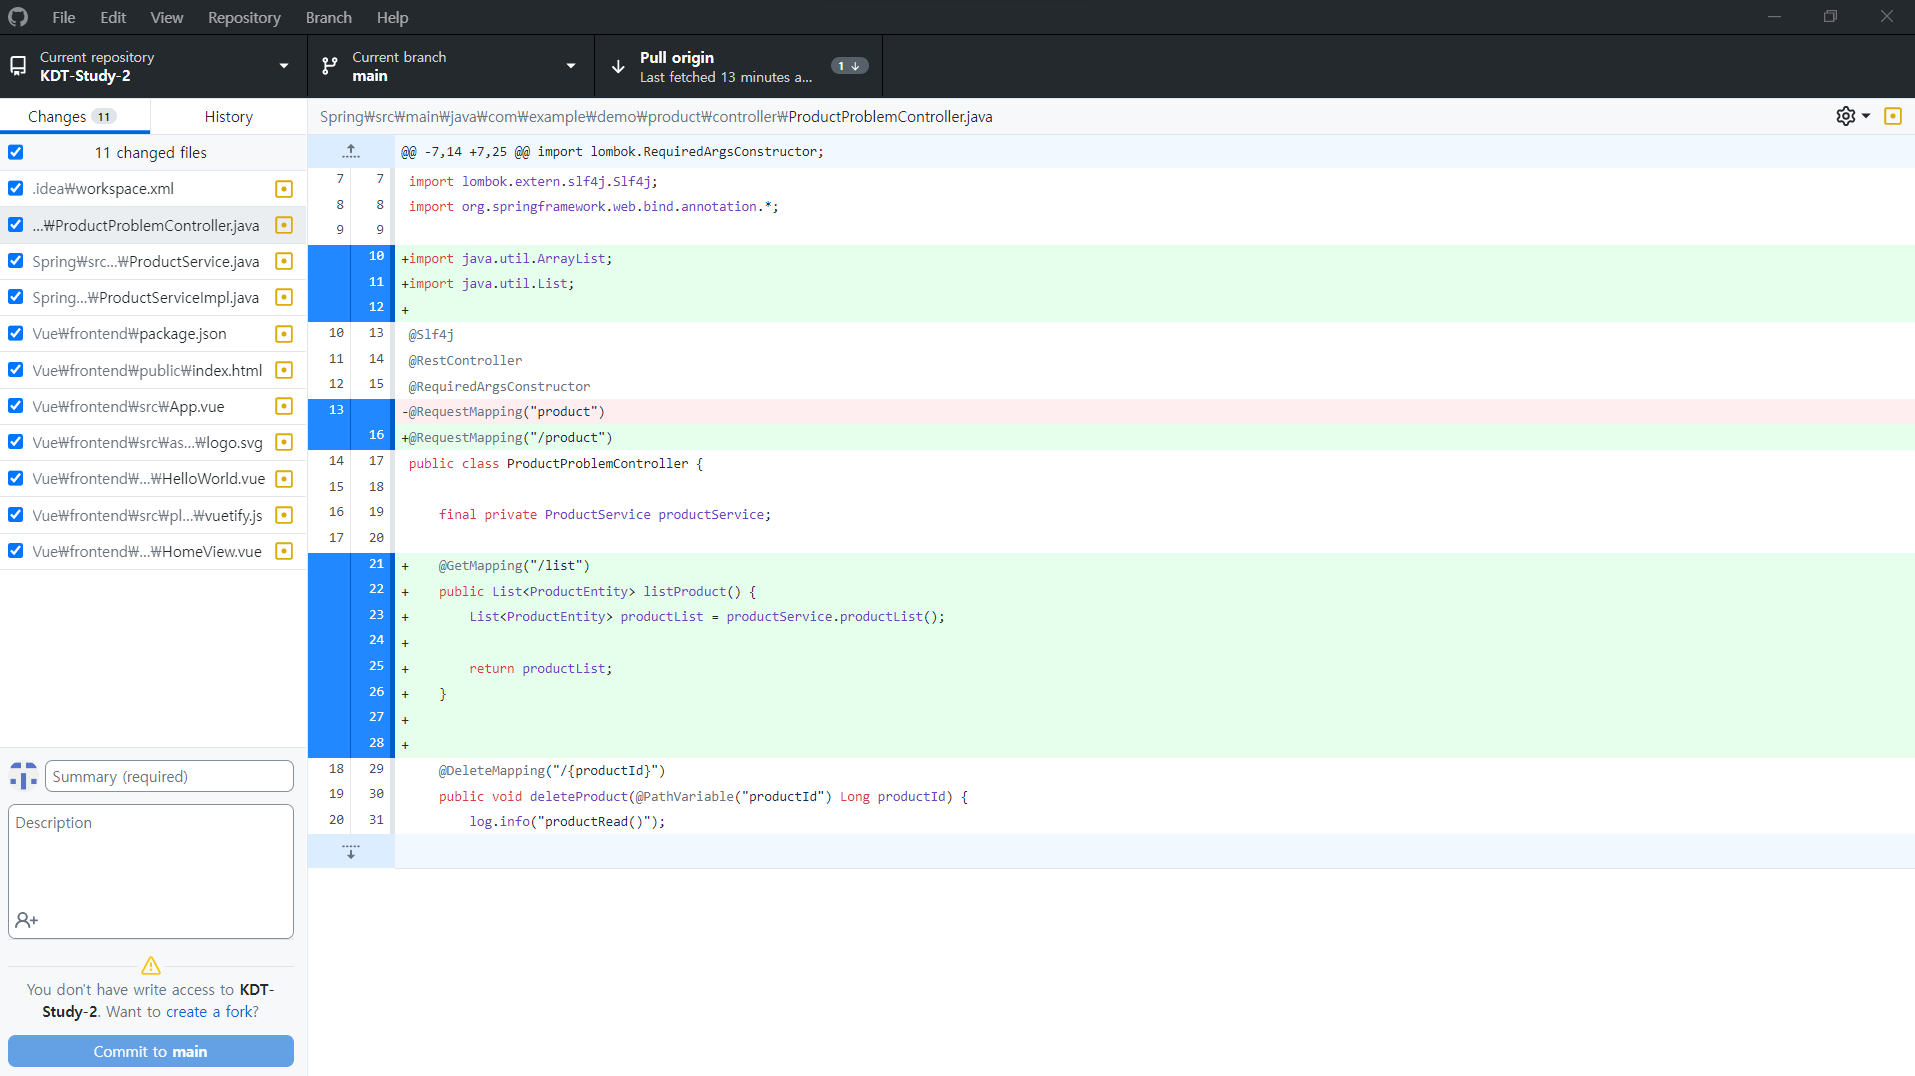 File Edit View Repository Branch Help
Current repository
KDT-Study-2
Current branch
main
Pull origin
Last fetched 13 minutes a...
1
Changes 11
History
11 changed files
.idea₩workspace.xml
...₩ProductProblemController.java
Spring₩src...₩ProductService.java
Spring...₩ProductServiceImpl.java
Vue₩frontend₩package.json
Vue₩frontend₩public₩index.html
Vue₩frontend₩src₩App.vue
Vue₩frontend₩src₩as...₩logo.svg
Vue₩frontend₩...₩HelloWorld.vue
Vue₩frontend₩src₩pl...₩vuetify.js
Vue₩frontend₩...₩HomeView.vue
Summary (required)
Description
You don't have write access to KDT-
Study-2. Want to create a fork?
Commit to main
Spring₩src₩main₩java₩com₩example₩demo₩product₩controller₩ProductProblemController.java
@@ -7,14 +7,25 @@ import lombok.RequiredArgsConstructor;
7 7 import lombok.extern.slf4j.Slf4j;
8 8 import org.springframework.web.bind.annotation.*;
9 9
10 +import java.util.ArrayList;
11 +import java.util.List;
12 +
10 13 @Slf4j
11 14 @RestController
12 15 @RequiredArgsConstructor
13 -@RequestMapping("product")
16 +@RequestMapping("/product")
14 17 public class ProductProblemController {
15 18
16 19 final private ProductService productService;
17 20
21 + @GetMapping("/list")
22 + public List<ProductEntity> listProduct() {
23 + List<ProductEntity> productList = productService.productList();
24 +
25 + return productList;
26 + }
27 +
28 +
18 29 @DeleteMapping("/{productId}")
19 30 public void deleteProduct(@PathVariable("productId") Long productId) {
20 31 log.info("productRead()");